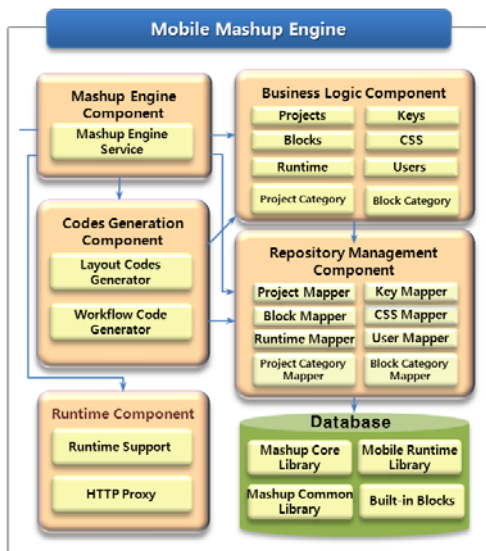 Mobile Mashup Engine
Mashup Engine
Component
Mashup Engine
Service
Codes Generation
Component
Layout Codes
Generator
Workflow Code
Generator
Runtime Component
Runtime Support
HTTP Proxy
Business Logic Component
Projects
Keys
Blocks
CSS
Runtime
Users
Project Category
Block Category
Repository Management
Component
Project Mapper
Key Mapper
Block Mapper
CSS Mapper
Runtime Mapper
User Mapper
Project Category
Mapper
Block Category
Mapper
Database
Mashup Core
Library
Mobile Runtime
Library
Mashup Common
Library
Built-in Blocks